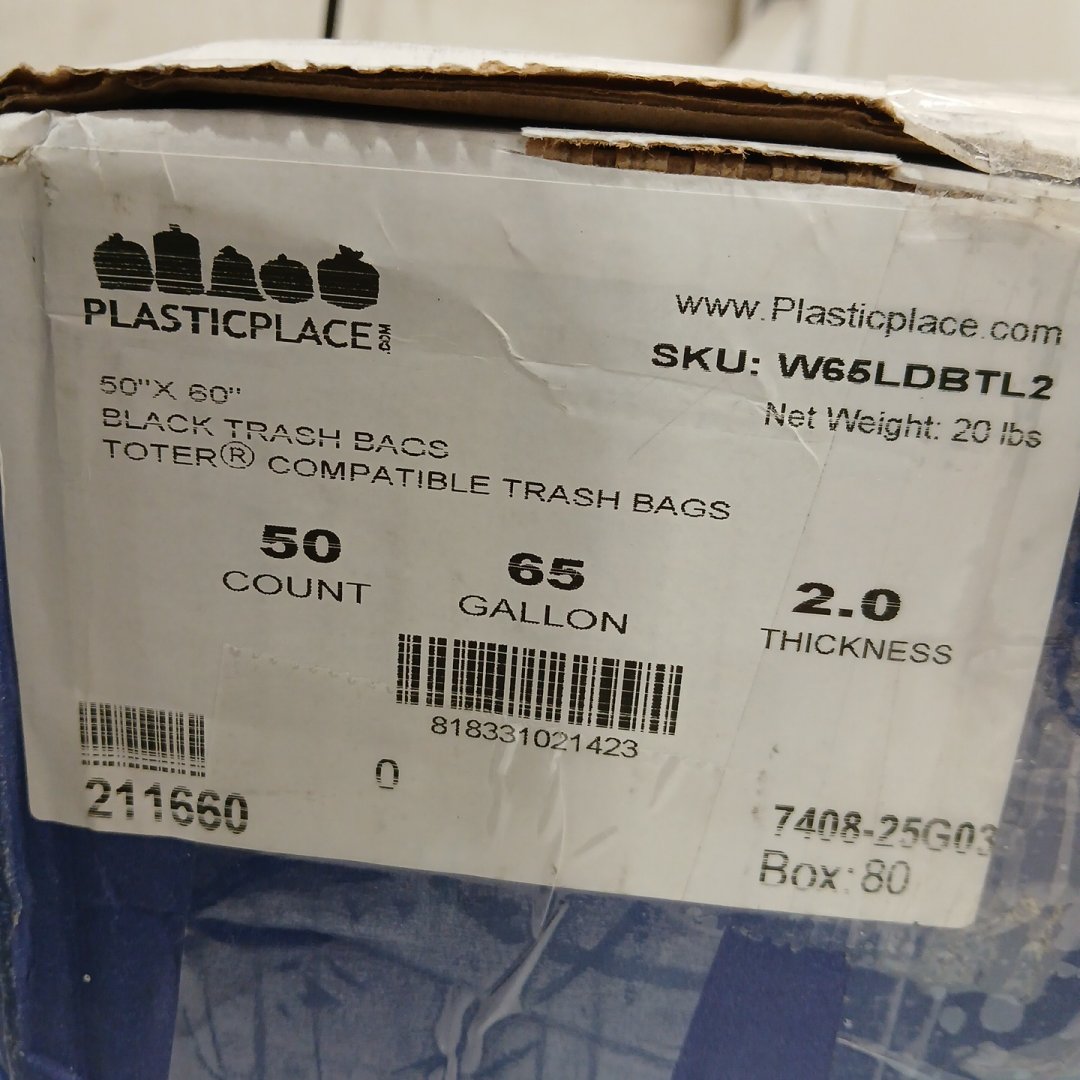 PLASTICPLACE.COM
www.Plasticplace.com
SKU: W65LDBTL2
Net Weight: 20 lbs
50"X 60"
BLACK TRASH BAGS
TOTER® COMPATIBLE TRASH BAGS
50
COUNT
65
GALLON
2.0
THICKNESS
818331021423
211660
0
7408-25G03
Box: 80